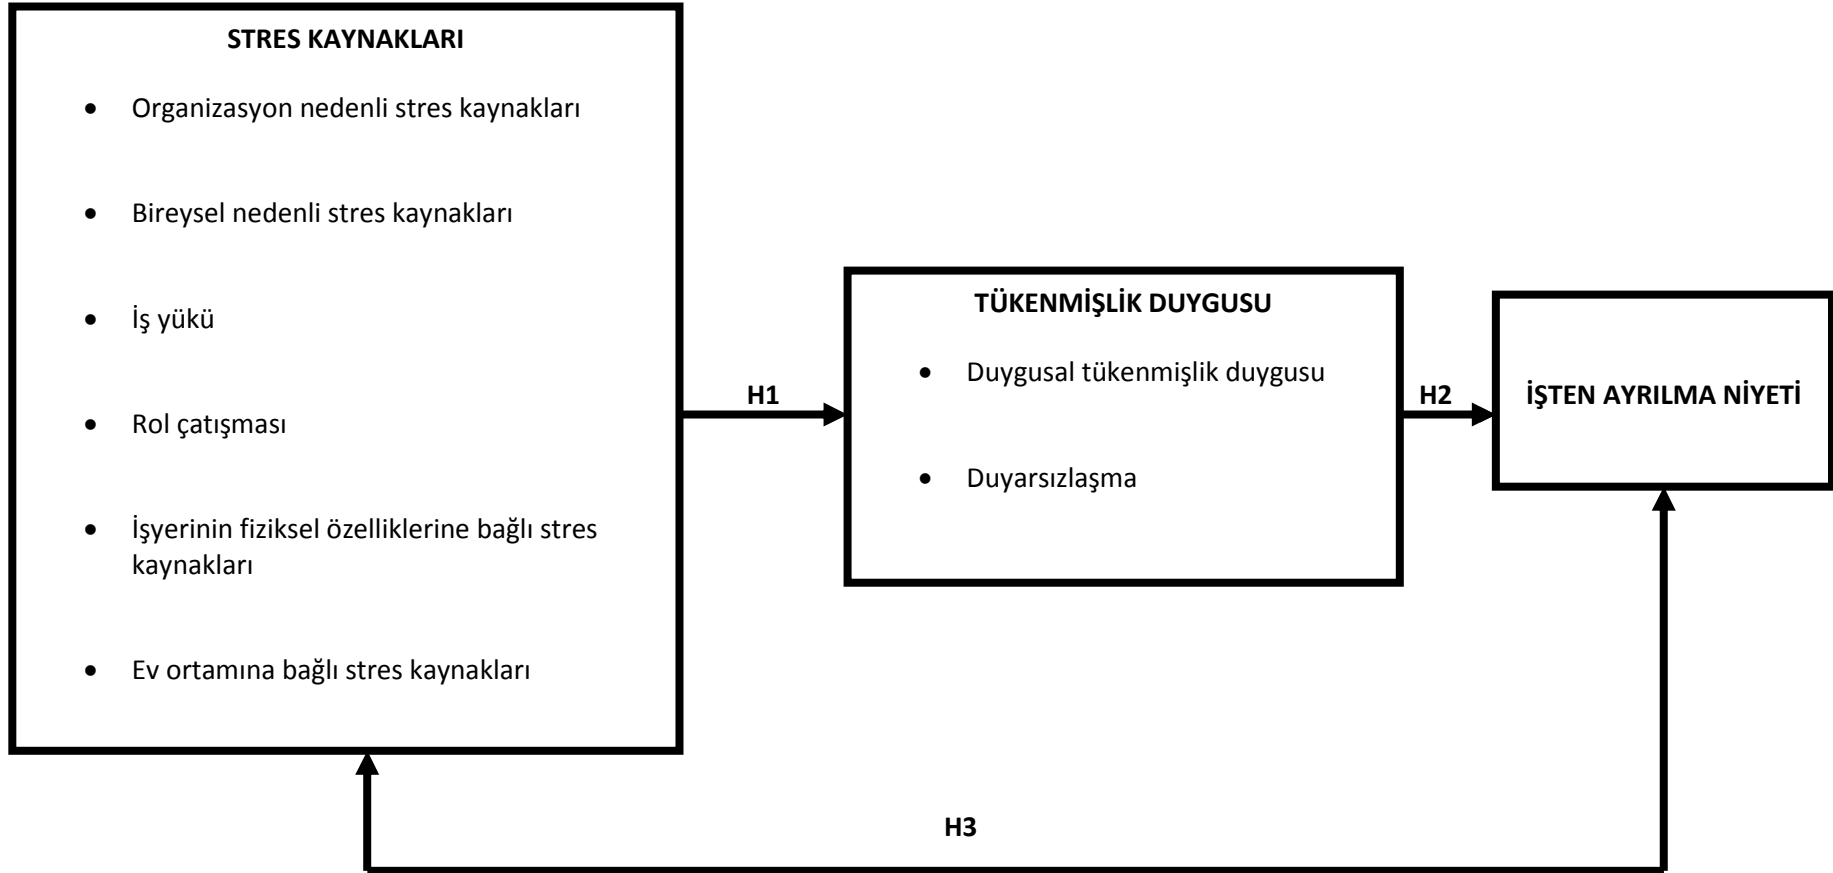 STRES KAYNAKLARI
• Organizasyon nedenli stres kaynakları
• Bireysel nedenli stres kaynakları
• İş yükü
• Rol çatışması
• İşyerinin fiziksel özelliklerine bağlı stres
kaynakları
• Ev ortamına bağlı stres kaynakları
H1
TÜKENMİŞLİK DUYGUSU
• Duygusal tükenmişlik duygusu
• Duyarsızlaşma
H2
İŞTEN AYRILMA NİYETİ
H3